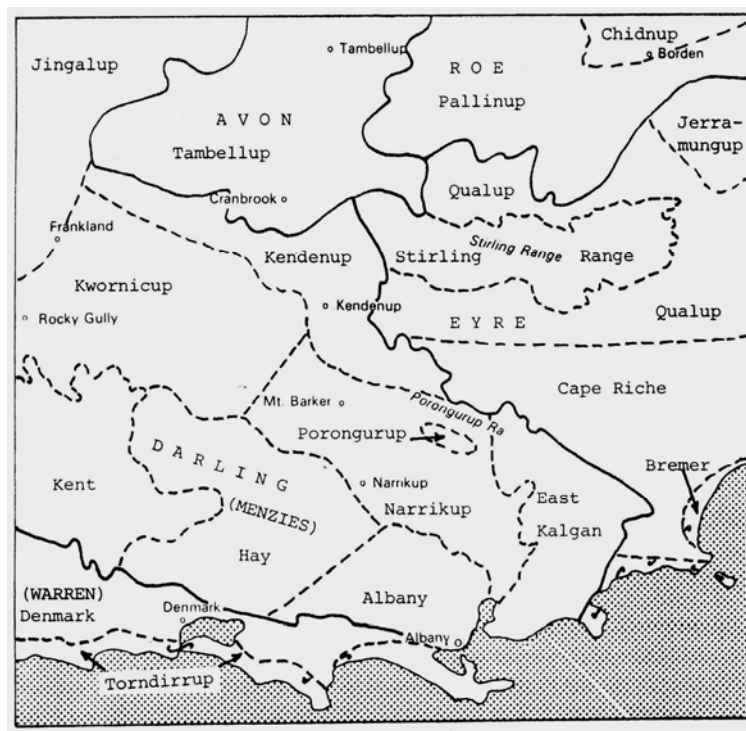 Chidnup
Tambellup
Borden
Jingalup
R O E
Pallinup
A V O N
Jerra-
mungup
Tambellup
Qualup
Cranbrook
Frankland
Stirling Range
Kendenup
Stirling
Range
Kwornicup
Kendenup
Qualup
Rocky Gully
E Y R E
Cape Riche
Mt. Barker
Porongurup Ra
Porongurup
D A R L I N G
Bremer
Kent
Narrikup
East
(MENZIES)
Narrikup
Kalgan
Hay
(WARREN)
Albany
Denmark
Denmark
Albany
Torndirrup